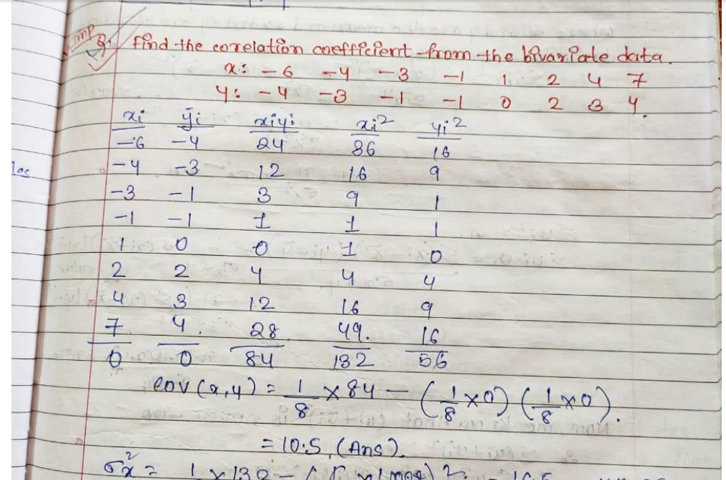 imp
Q. find the corelation coefficient from the bivariate data.
x: -6 -4 -3 -1 1 2 4 7
y: -4 -3 -1 -1 0 2 3 4.
xi yi xiyi xi² yi²
-6 -4 24 36 16
-4 -3 12 16 9
-3 -1 3 9 1
-1 -1 1 1 1
1 0 0 1 0
2 2 4 4 4
4 3 12 16 9
7 4. 28 49. 16
0 0 84 132 56
cov(x,y) = 1/8 × 84 - (1/8 × 0) (1/8 × 0).
= 10.5, (Ans).
σx² = 1 × 132 -